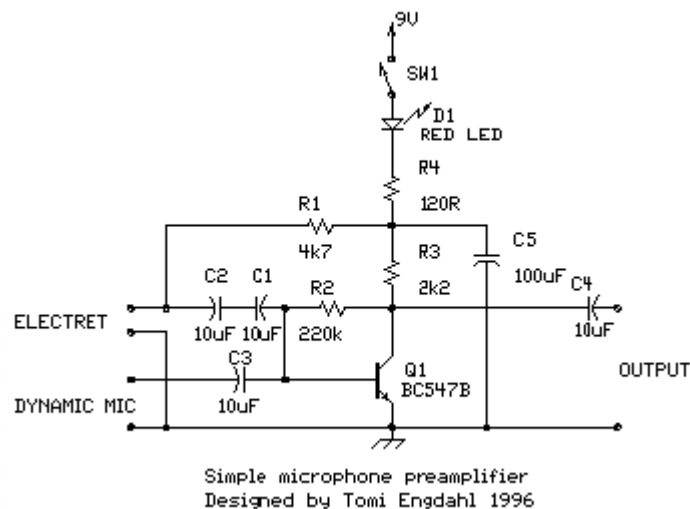 9V
SW1
D1
RED LED
R4
120R
R1
4k7
R3
2k2
C5
100uF
C2
C1
R2
C4
ELECTRET
10uF
10uF
220k
10uF
C3
10uF
Q1
BC547B
OUTPUT
DYNAMIC MIC
Simple microphone preamplifier
Designed by Tomi Engdahl 1996